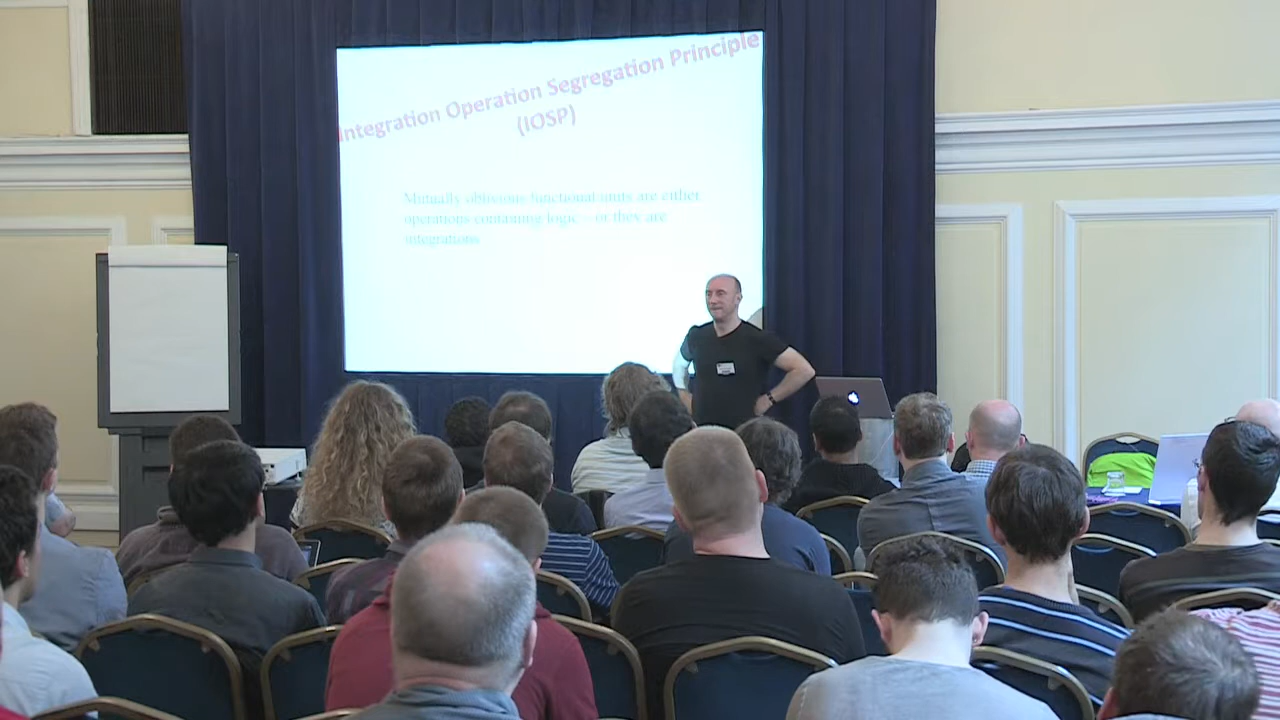 Integration Operation Segregation Principle
(IOSP)
Mutually oblivious functional units are either
operations containing logic - or they are
integrations